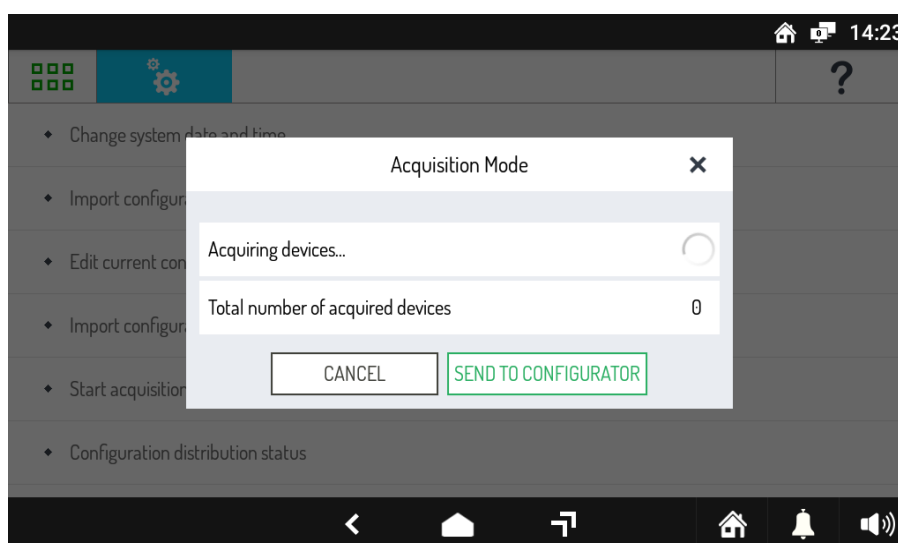 14:23
?
Change system date and time
Import configur
Edit current con
Import configur
Start acquisition
Configuration distribution status
Acquisition Mode
Acquiring devices...
Total number of acquired devices 0
CANCEL SEND TO CONFIGURATOR